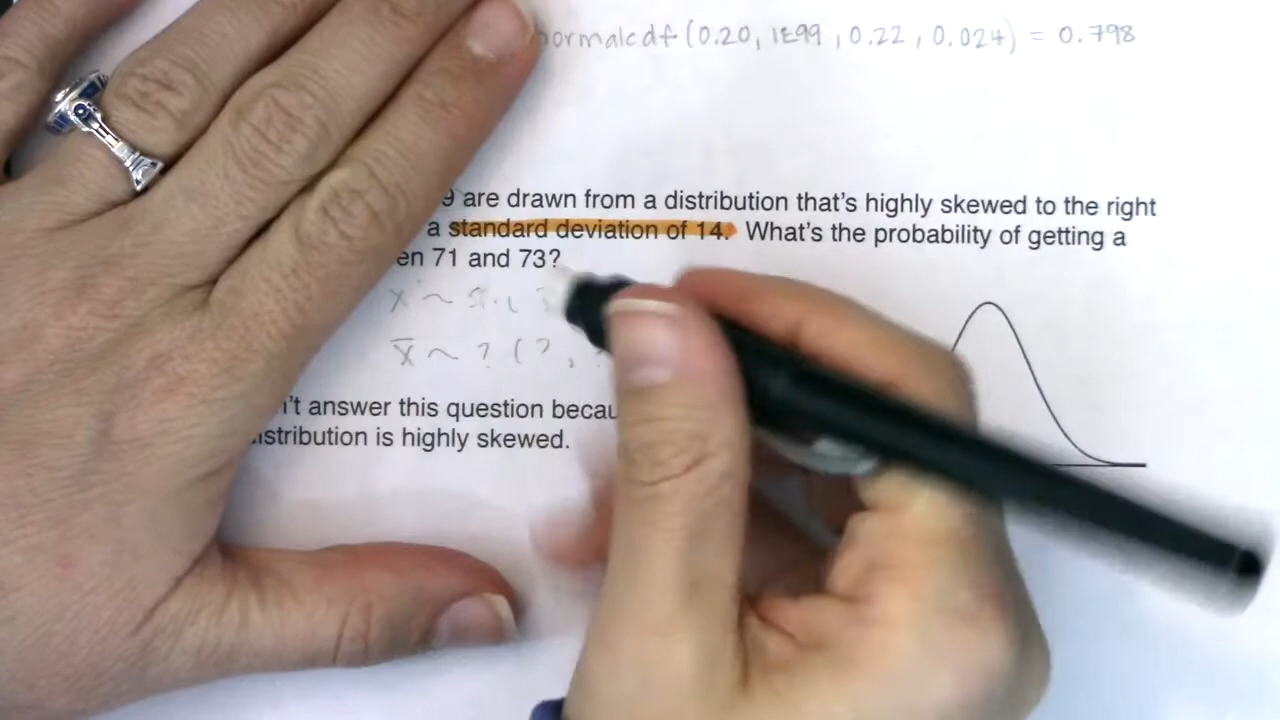 normalcdf (0.20, 1E99, 0.22, 0.024) = 0.798
9 are drawn from a distribution that's highly skewed to the right
a standard deviation of 14. What's the probability of getting a
en 71 and 73?
X ~
x̄ ~ ? (?,
't answer this question becau
istribution is highly skewed.